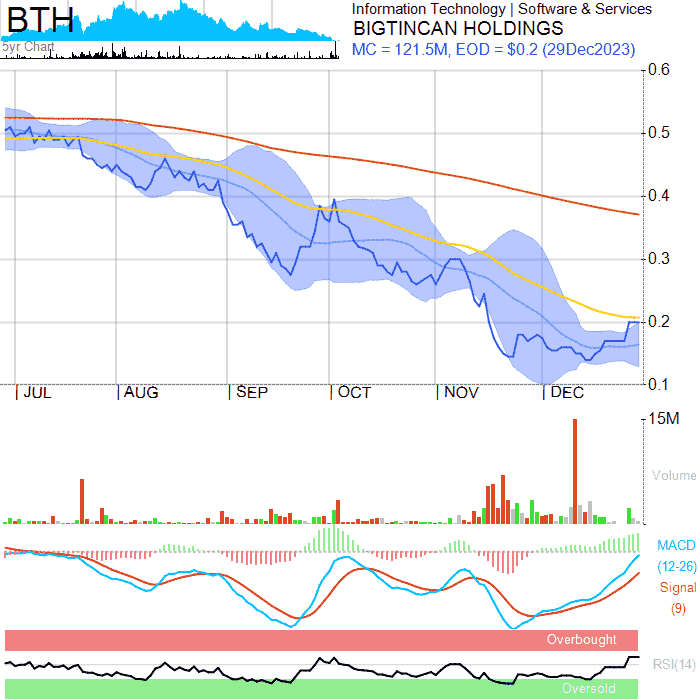 BTH
5yr Chart
Information Technology | Software & Services
BIGTINCAN HOLDINGS
MC = 121.5M, EOD = $0.2 (29Dec2023)
0.6
0.5
0.4
0.3
0.2
0.1
JUL AUG SEP OCT NOV DEC
15M
Volume
MACD
(12-26)
Signal
(9)
Overbought
RSI(14)
Oversold